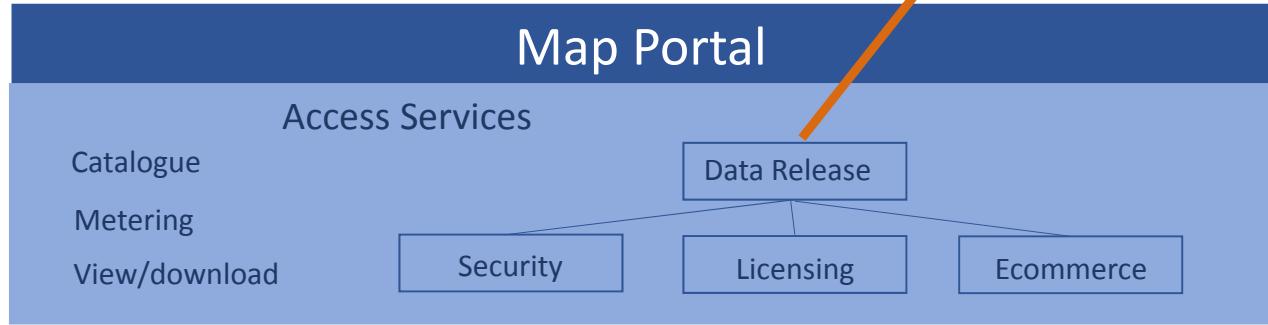 Map Portal
Access Services
Catalogue
Metering
View/download
Data Release
Security
Licensing
Ecommerce